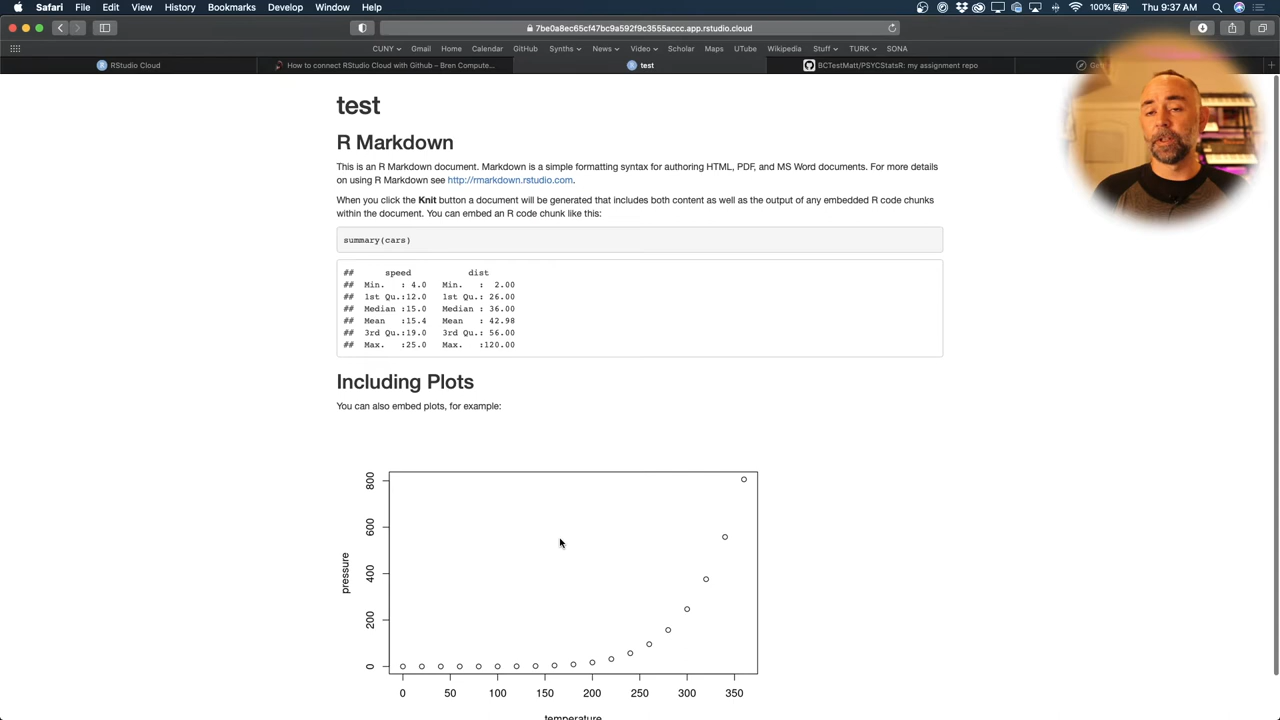 Safari File Edit View History Bookmarks Develop Window Help 100% Thu 9:37 AM
7be0a8ec65cf47bc9a592f9c3555accc.app.rstudio.cloud
CUNY Gmail Home Calendar GitHub Synths News Video Scholar Maps UTube Wikipedia Stuff TURK SONA
RStudio Cloud How to connect RStudio Cloud with Github – Bren Compute... test BCTestMatt/PSYCStatsR: my assignment repo
test
R Markdown
This is an R Markdown document. Markdown is a simple formatting syntax for authoring HTML, PDF, and MS Word documents. For more details
on using R Markdown see http://rmarkdown.rstudio.com.
When you click the Knit button a document will be generated that includes both content as well as the output of any embedded R code chunks
within the document. You can embed an R code chunk like this:
summary(cars)
## speed dist
## Min. : 4.0 Min. : 2.00
## 1st Qu.:12.0 1st Qu.: 26.00
## Median :15.0 Median : 36.00
## Mean :15.4 Mean : 42.98
## 3rd Qu.:19.0 3rd Qu.: 56.00
## Max. :25.0 Max. :120.00
Including Plots
You can also embed plots, for example:
800
600
400
200
0
pressure
0 50 100 150 200 250 300 350
temperature